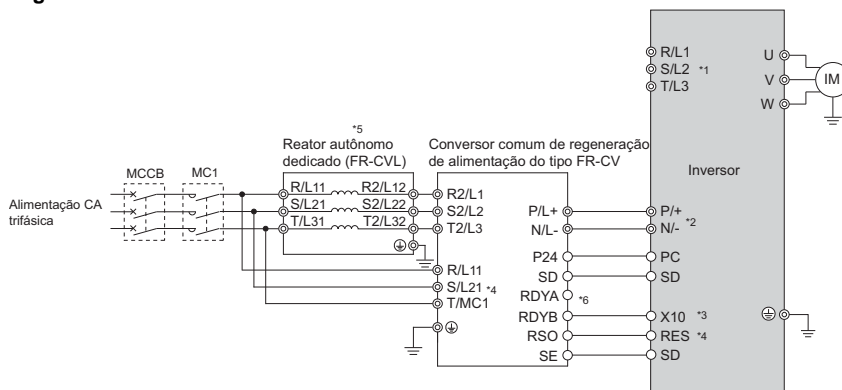 R/L1
S/L2 *1
T/L3
U
V
W
IM
*5
Reator autônomo
dedicado (FR-CVL)
Conversor comum de regeneração
de alimentação do tipo FR-CV
Inversor
MCCB
MC1
Alimentação CA
trifásica
R/L11
R2/L12
S/L21
S2/L22
T/L31
T2/L32
R2/L1
S2/L2
T2/L3
R/L11
S/L21 *4
T/MC1
P/L+
N/L-
P24
SD
RDYA *6
RDYB
RSO
SE
P/+
N/- *2
PC
SD
X10 *3
RES *4
SD